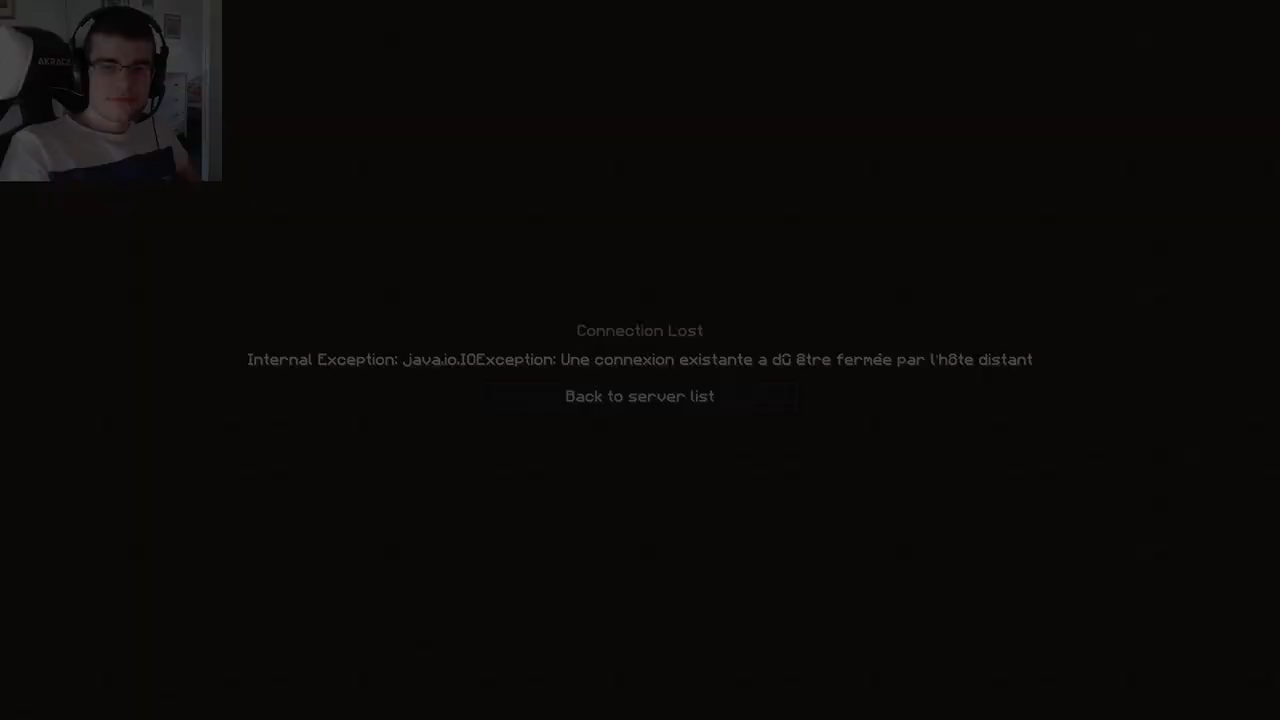 AKRACING
Connection Lost
Internal Exception: java.io.IOException: Une connexion existante a dû être fermée par l'hôte distant
Back to server list